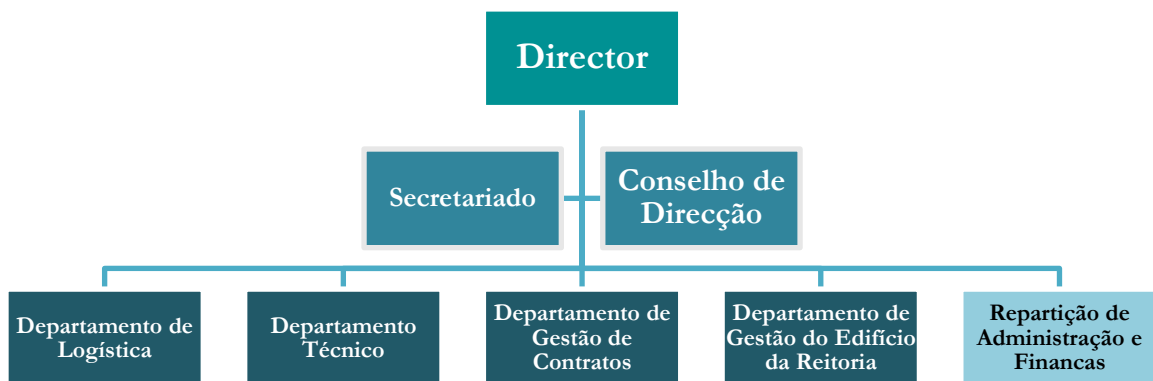 Director
Secretariado
Conselho de
Direcção
Departamento de
Logística
Departamento
Técnico
Departamento de
Gestão de
Contratos
Departamento de
Gestão do Edifício
da Reitoria
Repartição de
Administração e
Financas